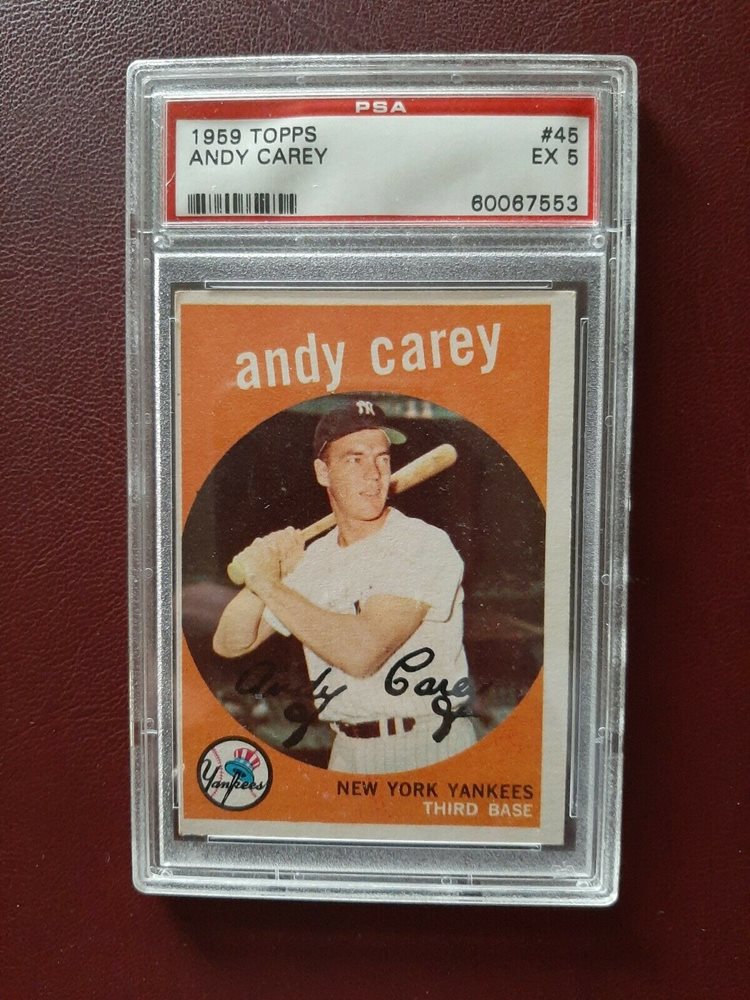 PSA
1959 TOPPS #45
ANDY CAREY EX 5
60067553
andy carey
NY
Andy Carey
Yankees
NEW YORK YANKEES
THIRD BASE